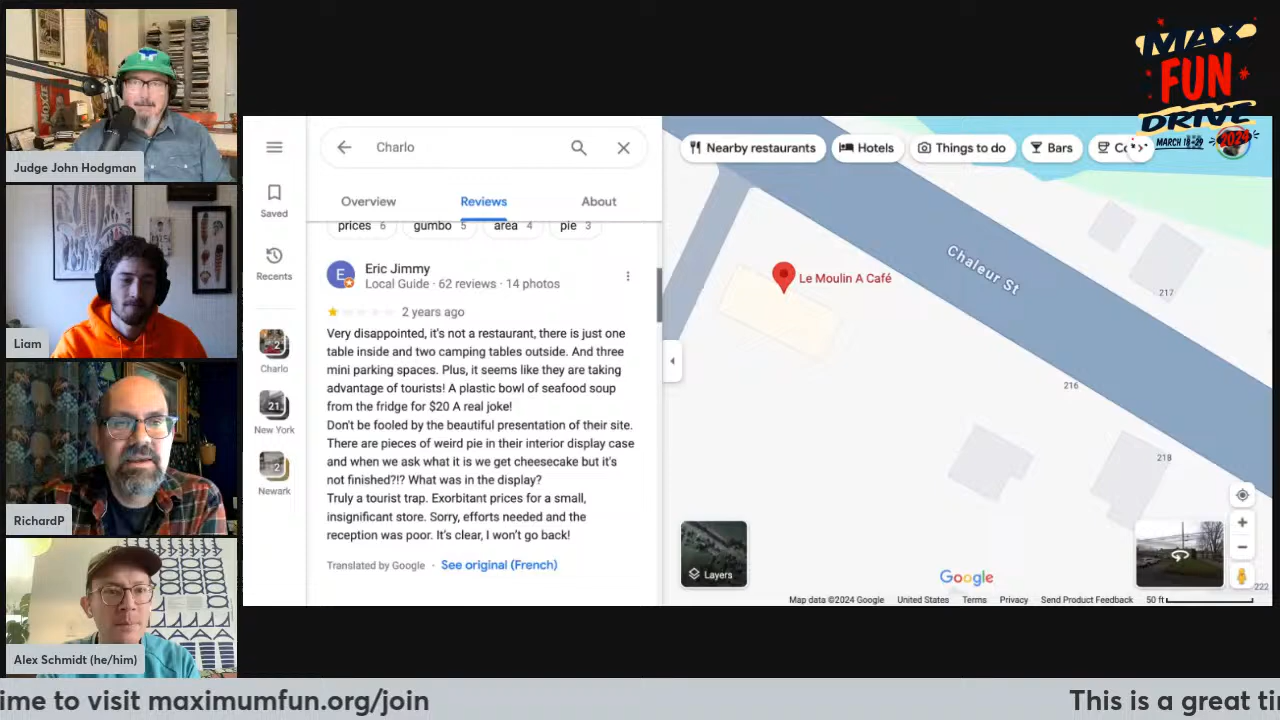 Judge John Hodgman
Liam
RichardP
Alex Schmidt (he/him)
MAX
FUN
DRIVE
MARCH 18-29
2024
Charlo
Saved
Recents
Charlo
2
New York
21
Newark
2
Overview
Reviews
About
prices 6
gumbo 5
area 4
pie 3
E
Eric Jimmy
Local Guide · 62 reviews · 14 photos
2 years ago
Very disappointed, it's not a restaurant, there is just one
table inside and two camping tables outside. And three
mini parking spaces. Plus, it seems like they are taking
advantage of tourists! A plastic bowl of seafood soup
from the fridge for $20 A real joke!
Don't be fooled by the beautiful presentation of their site.
There are pieces of weird pie in their interior display case
and when we ask what it is we get cheesecake but it's
not finished?!? What was in the display?
Truly a tourist trap. Exorbitant prices for a small,
insignificant store. Sorry, efforts needed and the
reception was poor. It's clear, I won't go back!
Translated by Google · See original (French)
Nearby restaurants
Hotels
Things to do
Bars
Chaleur St
Le Moulin A Café
217
216
218
222
Layers
Google
Map data ©2024 Google
United States
Terms
Privacy
Send Product Feedback
50 ft
ime to visit maximumfun.org/join
This is a great ti